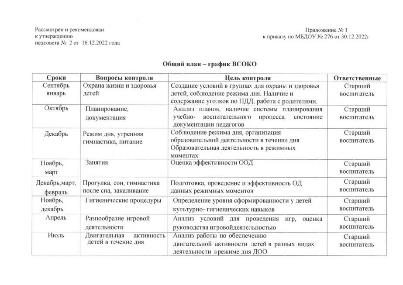 Рассмотрен и рекомендован
к утверждению
педсовета № 2 от 16.12.2022 года
Приложение № 1
к приказу по МБДОУ № 276 от 30.12.2022г
Общий план – график ВСОКО
Сроки Вопросы контроля Цель контроля Ответственный
Сентябрь январь
Охрана жизни и здоровья детей
Создание условий в группах для охраны и здоровья
детей, соблюдение режима дня. Наличие и
содержание уголков по ПДД, работа с родителями.
Старший воспитатель
Октябрь
Планирование, документация
Анализ планов, наличие системы планирования
учебно- воспитательного процесса, состояние
документации педагогов
Старший воспитатель
Декабрь
Режим дня, утренняя
гимнастика, питание
Соблюдение режима дня, организация
образовательной деятельности в течение дня
Образовательная деятельность в режимных
моментах
Старший воспитатель
Ноябрь, март
Занятия
Оценка эффективности ООД
Старший воспитатель
Декабрь,март, февраль
Прогулка, сон, гимнастика
после сна, закаливание
Подготовка, проведение и эффективность ОД
данных режимных моментов
Старший воспитатель
Ноябрь, декабрь
Гигиенические процедуры
Определение уровня сформированности у детей
культурно- гигиенических навыков
Старший воспитатель
Апрель
Разнообразие игровой
деятельности
Анализ условий для проведения игр, оценка
руководства игровойдеятельностью
Старший воспитатель
Июль
Двигательная активность
детей в течение дня
Анализ работы по обеспечению
двигательной активности детей в разных видах
деятельности в режиме дня ДОО
Старший воспитатель